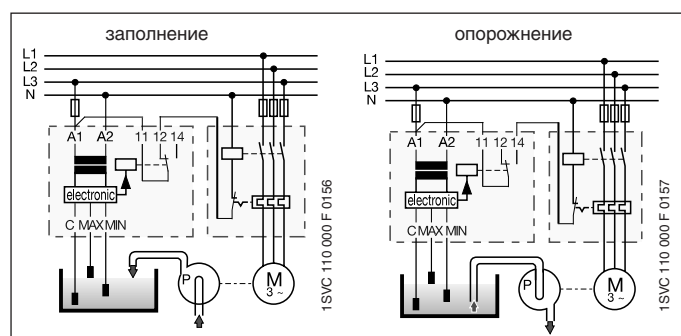 заполнение
L1
L2
L3
N
A1 A2 11 12 14
electronic
C MAX MIN
P
M
3 ~
1SVC 110 000 F 0156
опорожнение
L1
L2
L3
N
A1 A2 11 12 14
electronic
C MAX MIN
P
M
3 ~
1SVC 110 000 F 0157